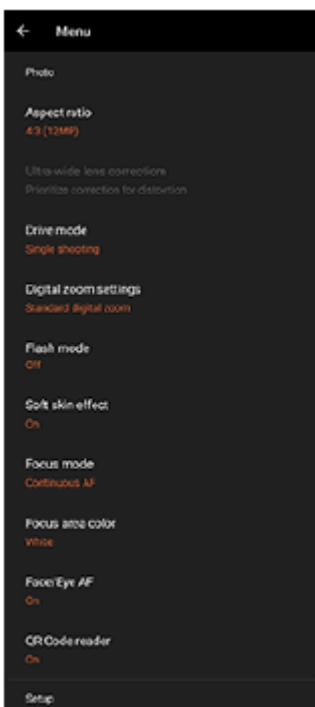 Menu
Photo
Aspect ratio
4:3 (12MP)
Ultra-wide lens correction
Prioritize correction for distortion
Drive mode
Single shooting
Digital zoom settings
Standard digital zoom
Flash mode
Off
Soft skin effect
On
Focus mode
Continuous AF
Focus area color
White
Face/Eye AF
On
QR Code reader
On
Setup